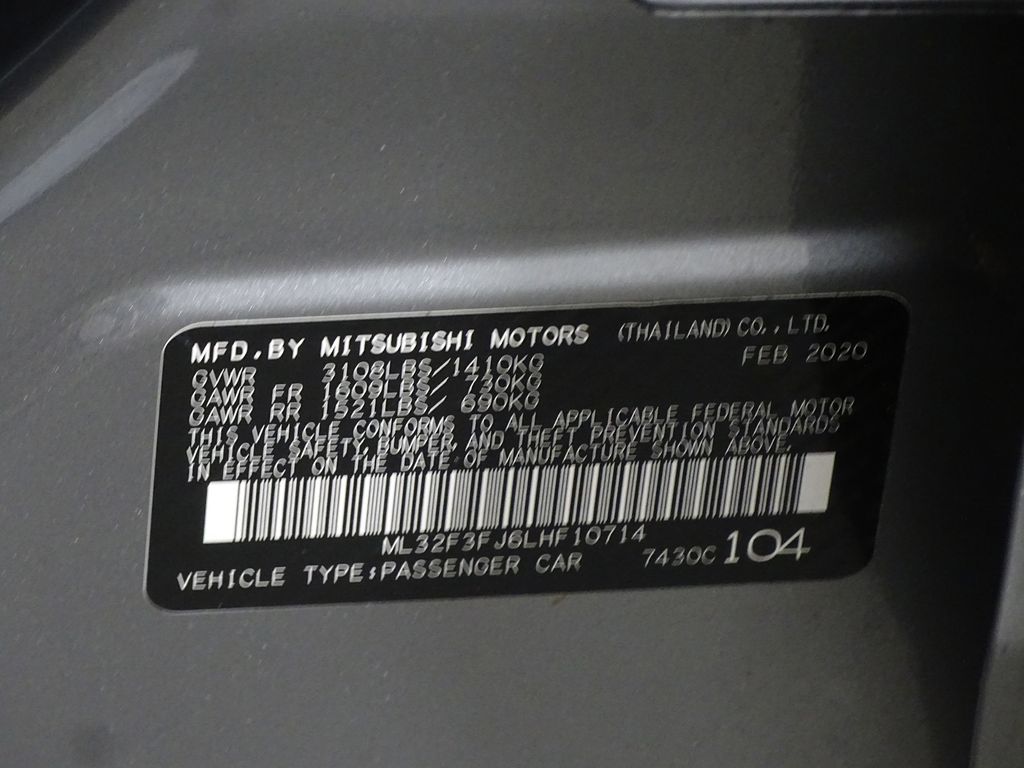 MFD. BY MITSUBISHI MOTORS (THAILAND) CO., LTD.
FEB 2020
GVWR 3108LBS/1410KG
GAWR FR 1609LBS/ 730KG
GAWR RR 1521LBS/ 690KG
THIS VEHICLE CONFORMS TO ALL APPLICABLE FEDERAL MOTOR
VEHICLE SAFETY, BUMPER, AND THEFT PREVENTION STANDARDS
IN EFFECT ON THE DATE OF MANUFACTURE SHOWN ABOVE.
ML32F3FJ6LHF10714
7430C 104
VEHICLE TYPE:PASSENGER CAR